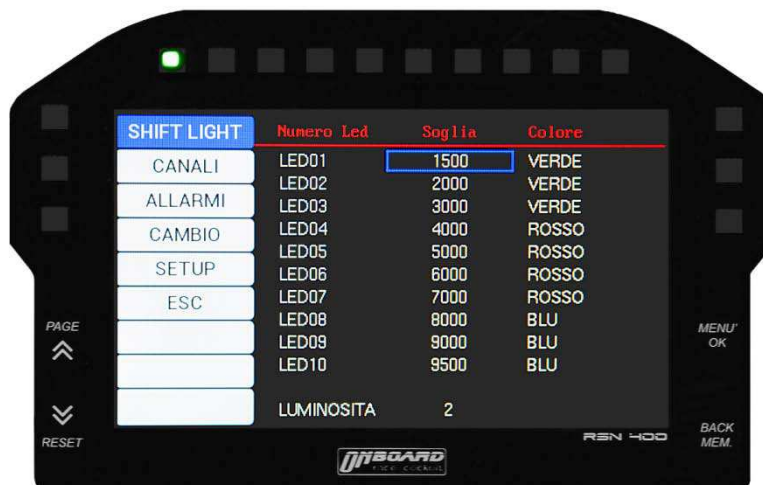 SHIFT LIGHT Numero Led Soglia Colore
CANALI
ALLARMI
CAMBIO
SETUP
ESC
LED01 1500 VERDE
LED02 2000 VERDE
LED03 3000 VERDE
LED04 4000 ROSSO
LED05 5000 ROSSO
LED06 6000 ROSSO
LED07 7000 ROSSO
LED08 8000 BLU
LED09 9000 BLU
LED10 9500 BLU
LUMINOSITA 2
PAGE
RESET
MENU'
OK
BACK
MEM.
RSN 400
ONBOARD